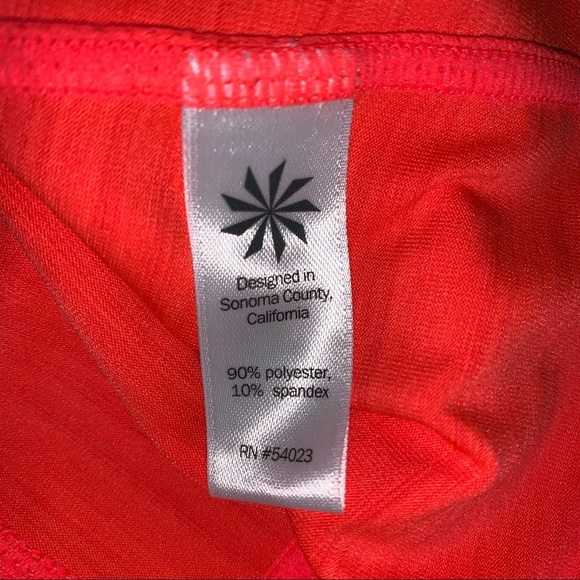 Designed in
Sonoma County,
California
90% polyester,
10% spandex
RN #54023